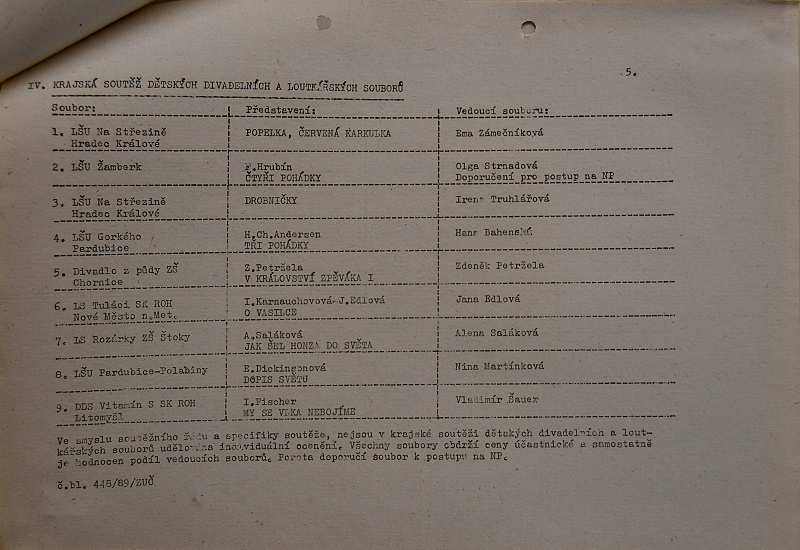 5.
IV. KRAJSKÁ SOUTĚŽ DĚTSKÝCH DIVADELNÍCH A LOUTKÁŘSKÝCH SOUBORŮ
Soubor: Představení: Vedoucí souboru:
1. LŠU Na Střezině POPELKA, ČERVENÁ KARKULKA Ema Zámečníková
Hradec Králové
2. LŠU Žamberk F.Hrubín Olga Strnadová
ČTYŘI POHÁDKY Doporučení pro postup na NP
3. LŠU Na Střezině DROBNIČKY Irena Truhlářová
Hradec Králové
4. LŠU Gorkého H.Ch.Andersen Hana Bahenská
Pardubice TŘI POHÁDKY
5. Divadlo z půdy ZŠ Z.Petržela Zdeněk Petržela
Chornice V KRÁLOVSTVÍ ZPĚVÁKA I
6. LS Tuláci SK ROH I.Karnauchovová-J.Edlová Jana Edlová
Nové Město n.Met. O VASILCE
7. LS Rozárky ZŠ Štoky A.Saláková Alena Saláková
JAK ŠEL HONZA DO SVĚTA
8. LŠU Pardubice-Polabiny E.Dickingonová Nina Martínková
DOPIS SVĚTU
9. DDS Vitamín S SK ROH I.Fischer Vladimír Sauer
Litomyšl MY SE VLKA NEBOJÍME
Ve smyslu soutěžního řádu a specifiky soutěže, nejsou v krajské soutěži dětských divadelních a lout-
kářských souborů udělována individuální ocenění. Všechny soubory obdrží ceny účastnické a samostatně
je hodnocen podíl vedoucích souborů. Porota doporučí soubor k postupu na NP.
č.bl. 448/89/ZUČ